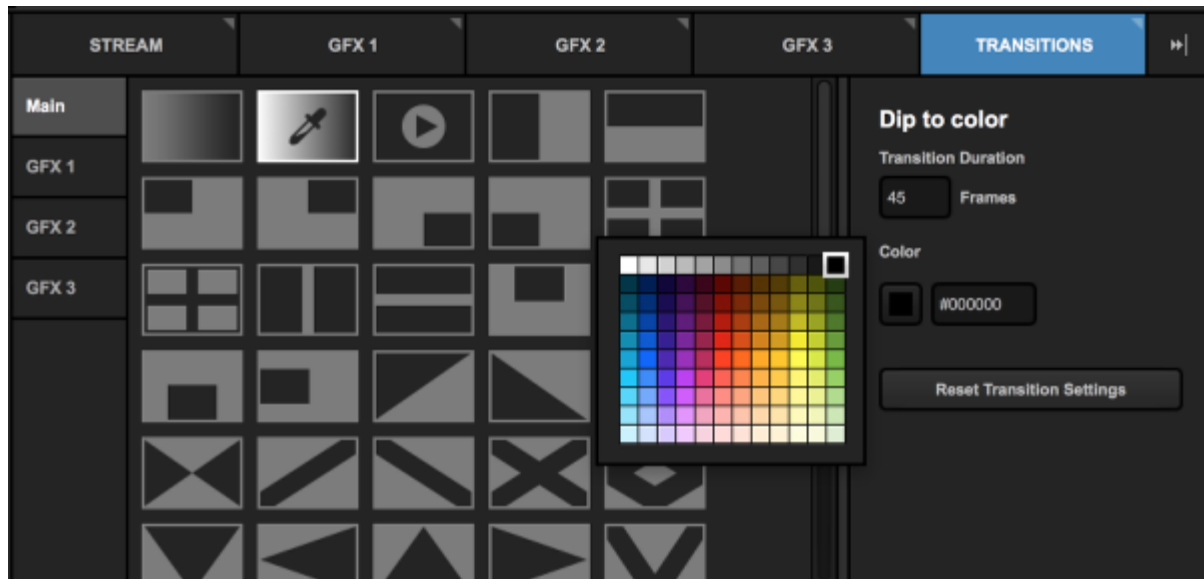 STREAM
GFX 1
GFX 2
GFX 3
TRANSITIONS
Main
GFX 1
GFX 2
GFX 3
Dip to color
Transition Duration
45 Frames
Color
#000000
Reset Transition Settings